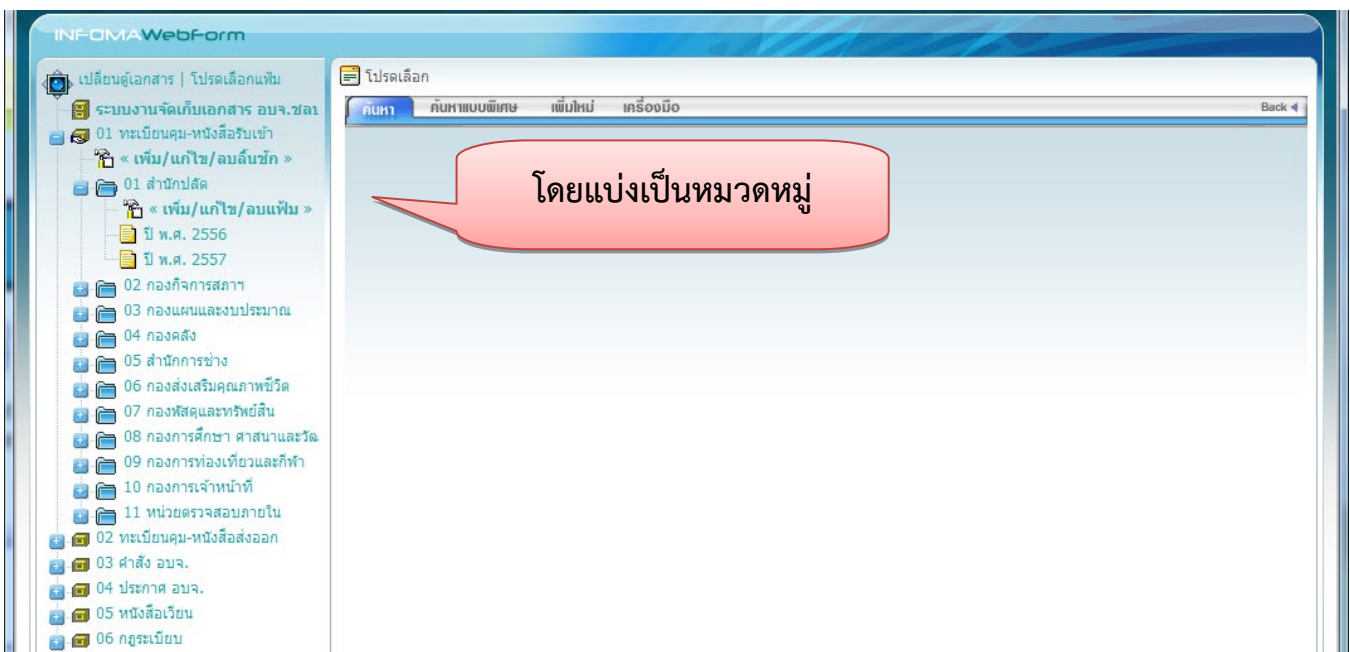 INFOMAWebForm
เปลี่ยนตู้เอกสาร | โปรดเลือกแฟ้ม
ระบบงานจัดเก็บเอกสาร อบจ.ชลบ
01 ทะเบียนคุม-หนังสือรับเข้า
« เพิ่ม/แก้ไข/ลบลิ้นชัก »
01 สำนักปลัด
« เพิ่ม/แก้ไข/ลบแฟ้ม »
ปี พ.ศ. 2556
ปี พ.ศ. 2557
02 กองกิจการสภาฯ
03 กองแผนและงบประมาณ
04 กองคลัง
05 สำนักการช่าง
06 กองส่งเสริมคุณภาพชีวิต
07 กองพัสดุและทรัพย์สิน
08 กองการศึกษา ศาสนาและวัฒ
09 กองการท่องเที่ยวและกีฬา
10 กองการเจ้าหน้าที่
11 หน่วยตรวจสอบภายใน
02 ทะเบียนคุม-หนังสือส่งออก
03 คำสั่ง อบจ.
04 ประกาศ อบจ.
05 หนังสือเวียน
06 กฎระเบียบ
โปรดเลือก
ค้นหา ค้นหาแบบพิเศษ เพิ่มใหม่ เครื่องมือ Back
โดยแบ่งเป็นหมวดหมู่